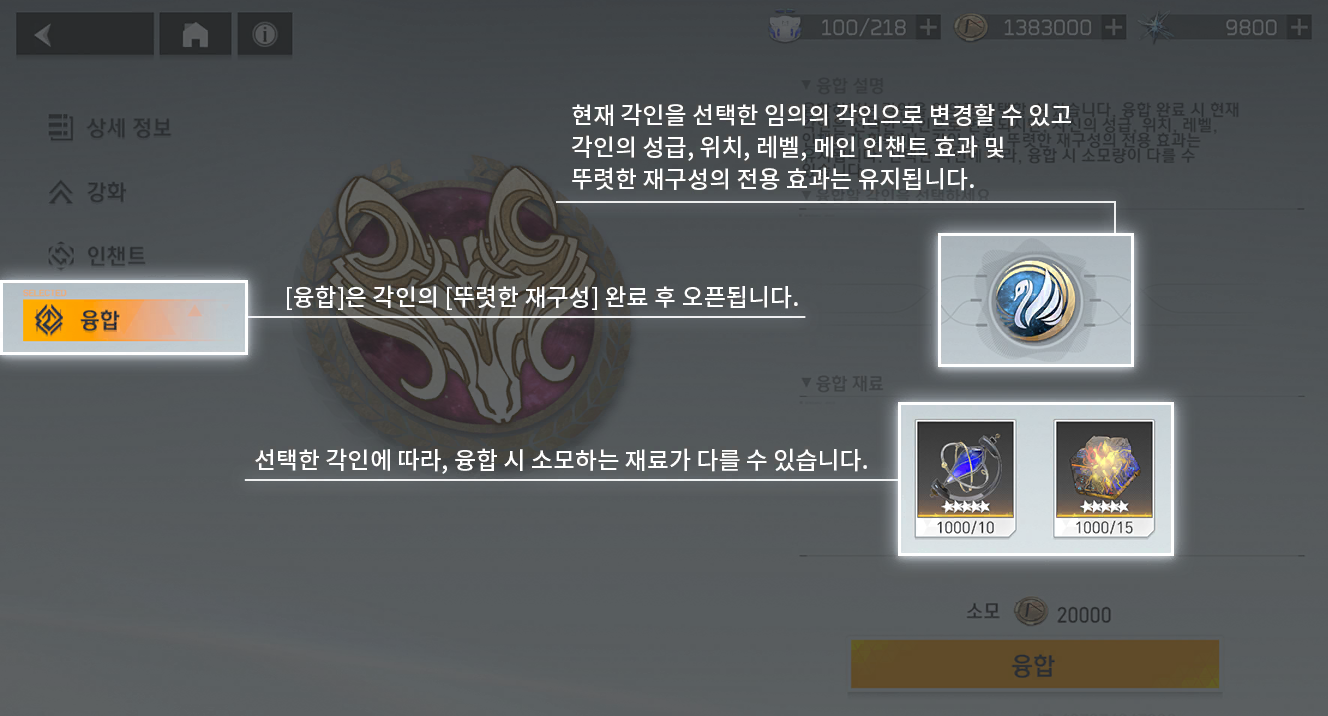 100/218
1383000
9800
▼융합 설명
상세 정보
현재 각인을 선택한 임의의 각인으로 변경할 수 있고
각인의 성급, 위치, 레벨, 메인 인챈트 효과 및
뚜렷한 재구성의 전용 효과는 유지됩니다.
강화
인챈트
융합
[융합]은 각인의 [뚜렷한 재구성] 완료 후 오픈됩니다.
▼융합 재료
선택한 각인에 따라, 융합 시 소모하는 재료가 다를 수 있습니다.
1000/10
1000/15
소모 20000
융합